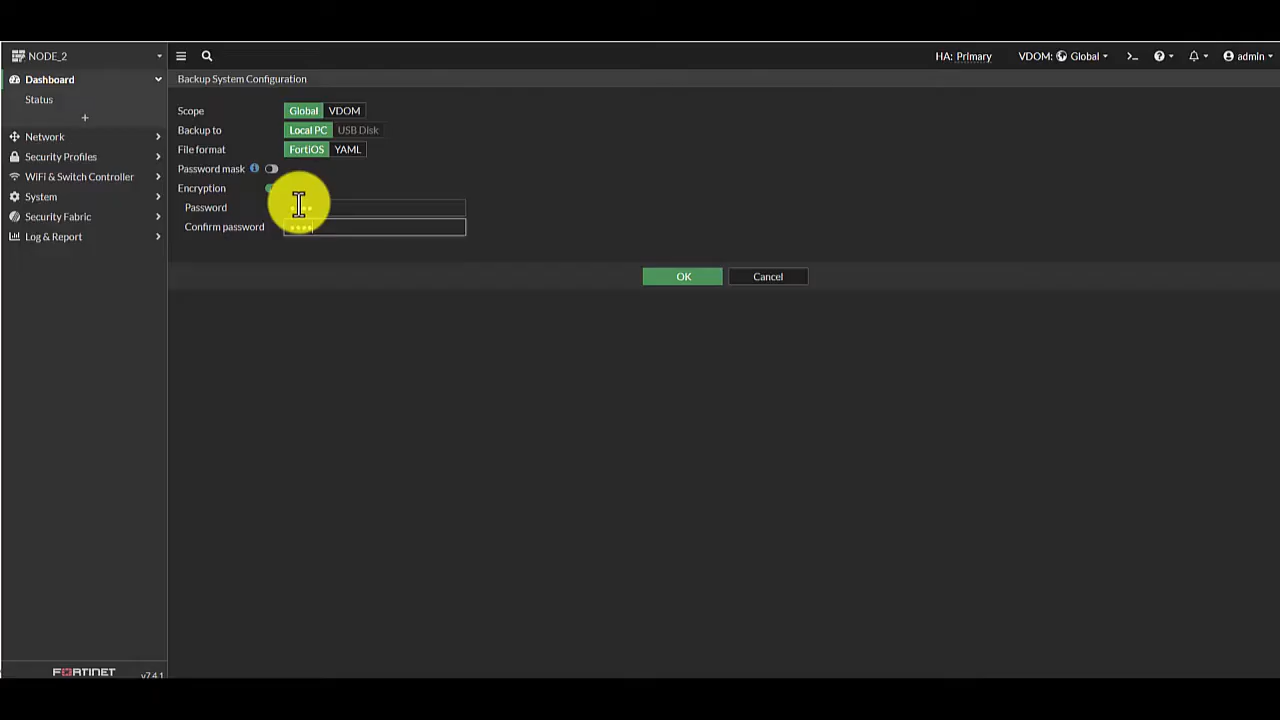 NODE_2
HA: Primary
VDOM: Global
admin
Dashboard
Backup System Configuration
Status
+
Scope
Global VDOM
Backup to
Local PC USB Disk
Network
File format
FortiOS YAML
Security Profiles
Password mask
WiFi & Switch Controller
Encryption
System
Password
Security Fabric
Confirm password
••••
Log & Report
OK
Cancel
FORTINET
v7.4.1